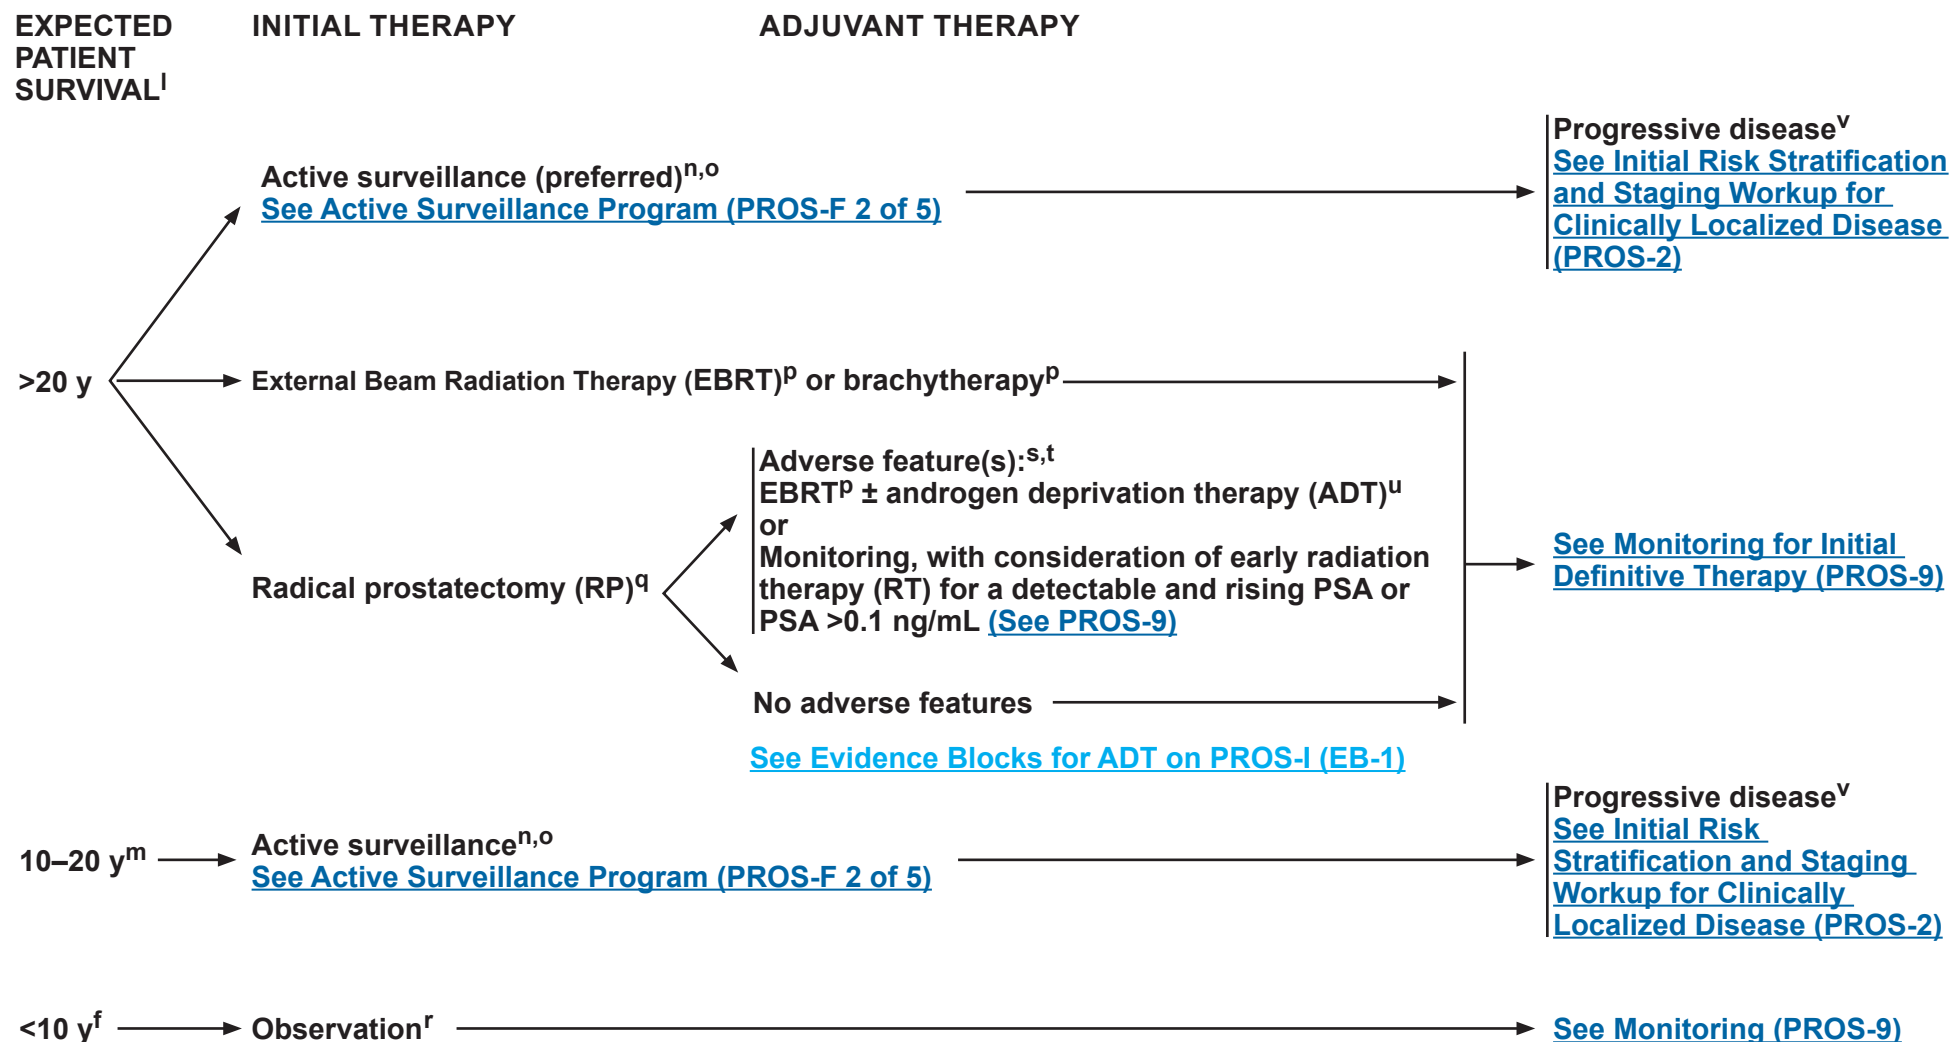 EXPECTED
PATIENT
SURVIVALl
INITIAL THERAPY
ADJUVANT THERAPY
Active surveillance (preferred)n,o
See Active Surveillance Program (PROS-F 2 of 5)
Progressive diseasev
See Initial Risk Stratification
and Staging Workup for
Clinically Localized Disease
(PROS-2)
>20 y
External Beam Radiation Therapy (EBRT)p or brachytherapyp
Radical prostatectomy (RP)q
Adverse feature(s):s,t
EBRTp ± androgen deprivation therapy (ADT)u
or
Monitoring, with consideration of early radiation
therapy (RT) for a detectable and rising PSA or
PSA >0.1 ng/mL (See PROS-9)
No adverse features
See Monitoring for Initial
Definitive Therapy (PROS-9)
See Evidence Blocks for ADT on PROS-I (EB-1)
10–20 ym
Active surveillancen,o
See Active Surveillance Program (PROS-F 2 of 5)
Progressive diseasev
See Initial Risk
Stratification and Staging
Workup for Clinically
Localized Disease (PROS-2)
<10 yf
Observationr
See Monitoring (PROS-9)